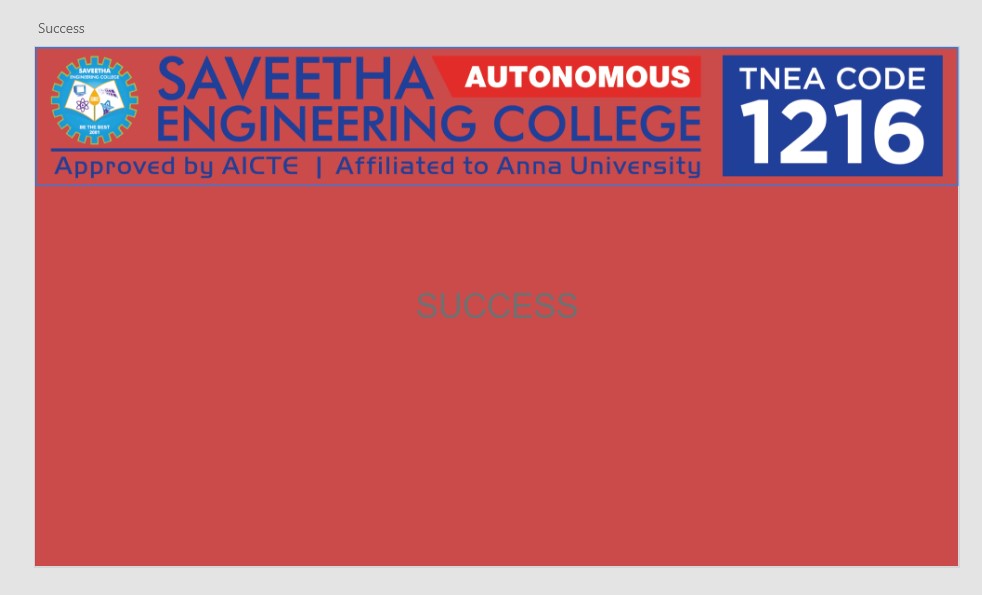 Success
SAVEETHA
ENGINEERING COLLEGE
BE THE BEST
2001
SAVEETHA AUTONOMOUS
ENGINEERING COLLEGE
Approved by AICTE | Affiliated to Anna University
TNEA CODE
1216
SUCCESS